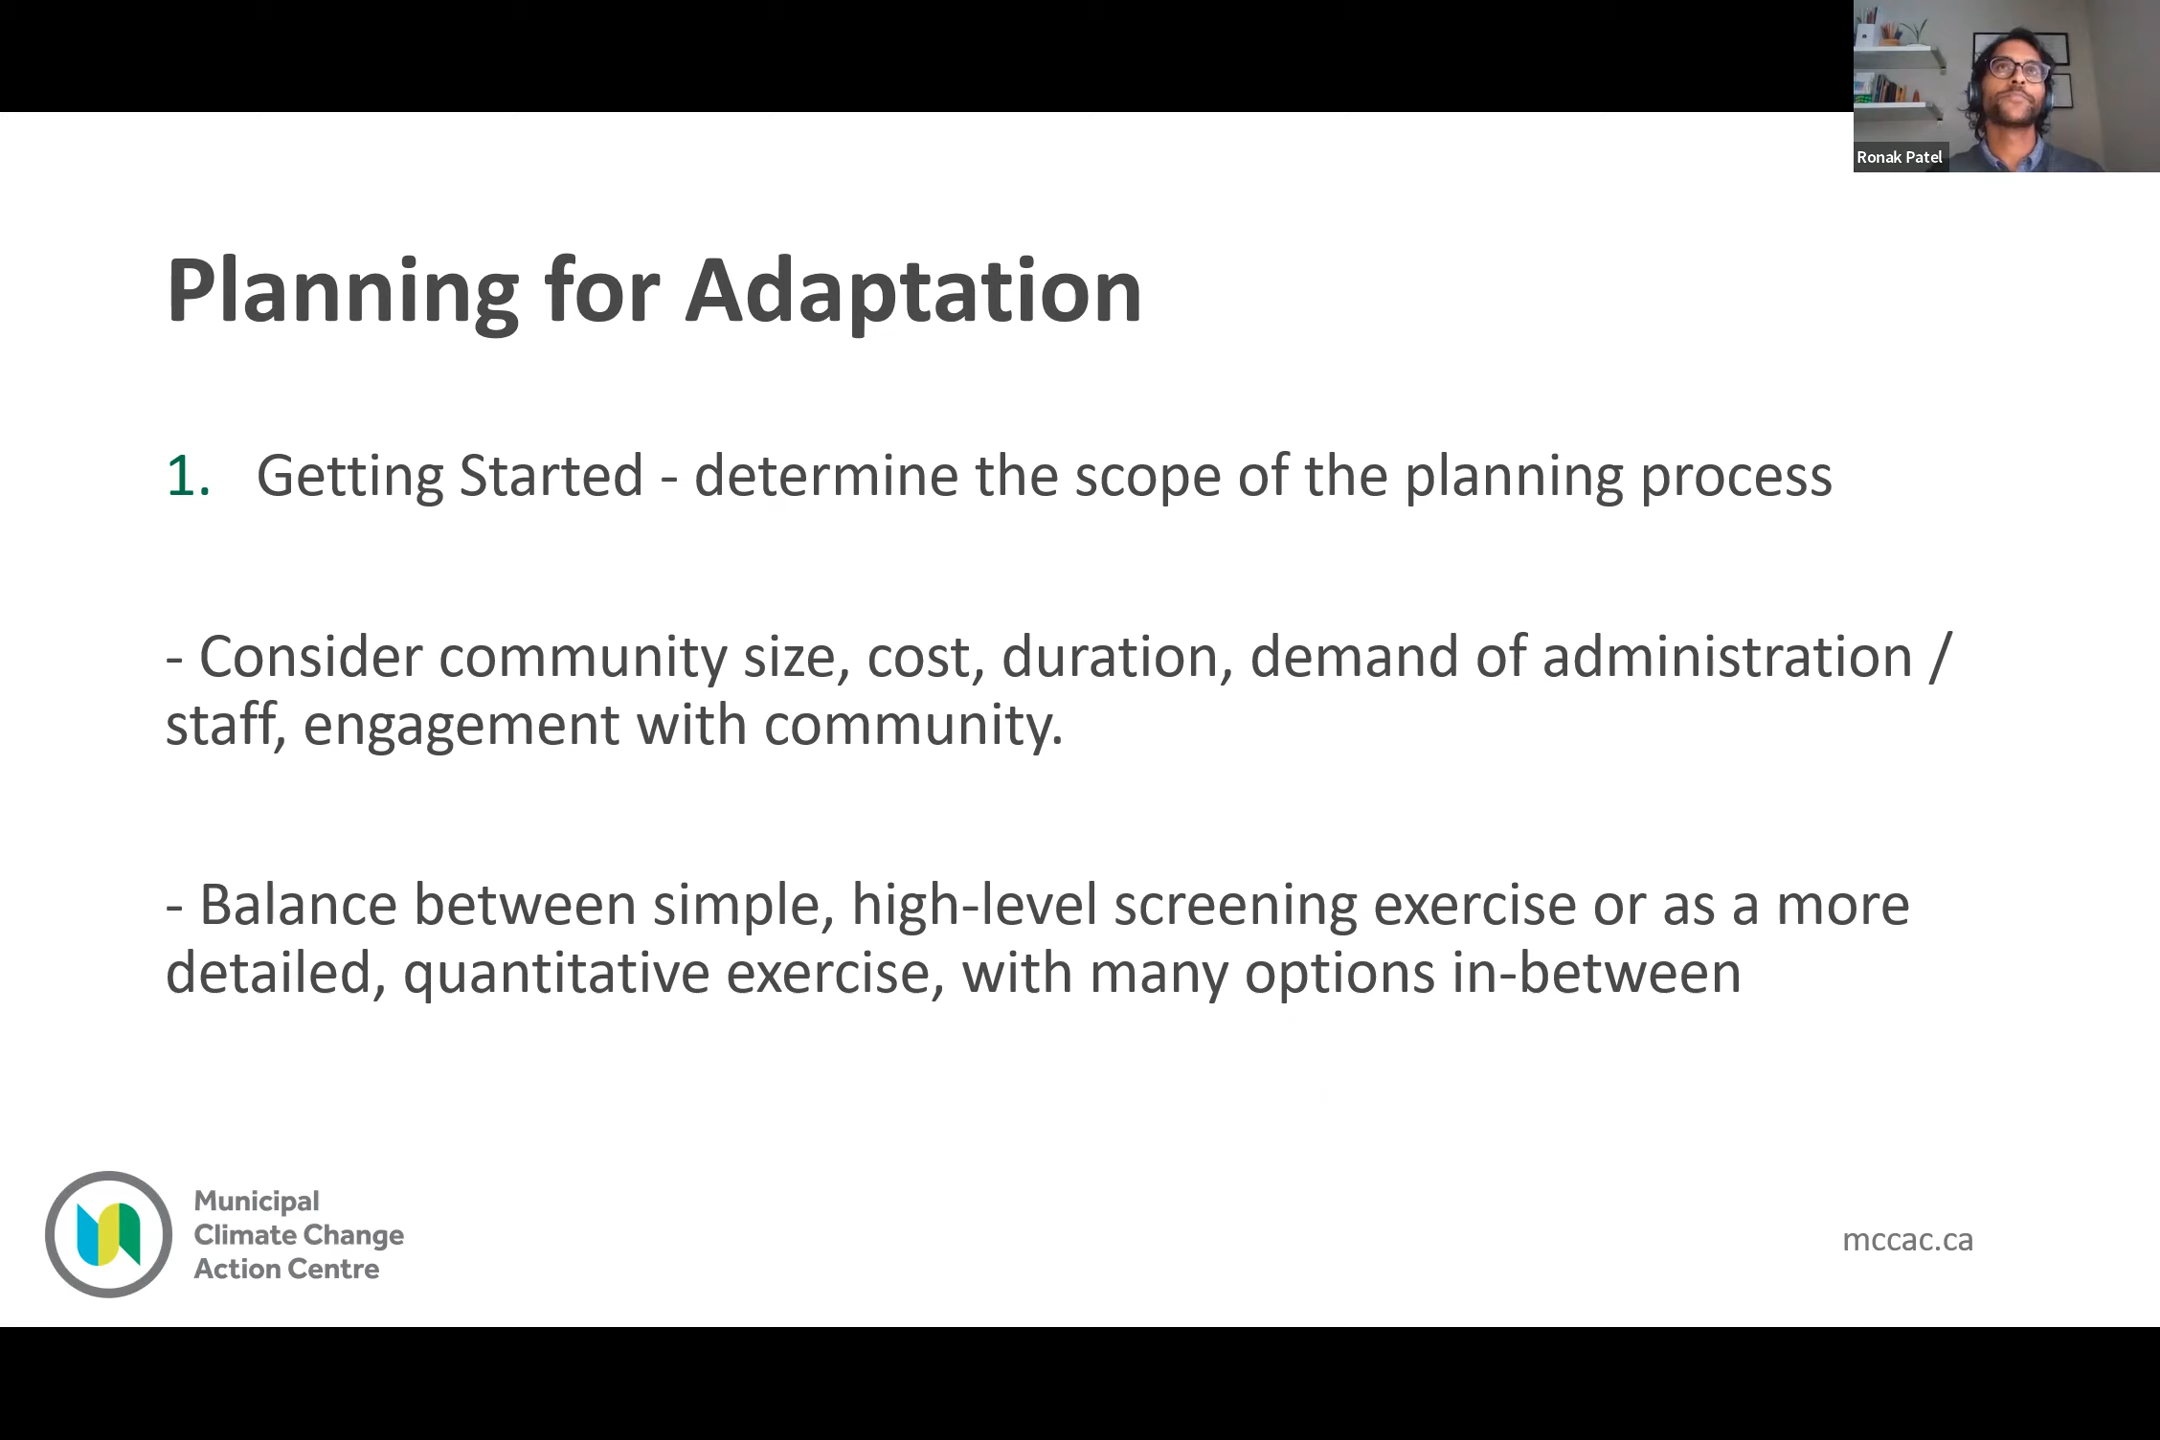 Ronak Patel
Planning for Adaptation
1. Getting Started - determine the scope of the planning process
- Consider community size, cost, duration, demand of administration /
staff, engagement with community.
- Balance between simple, high-level screening exercise or as a more
detailed, quantitative exercise, with many options in-between
Municipal
Climate Change
Action Centre
mccac.ca